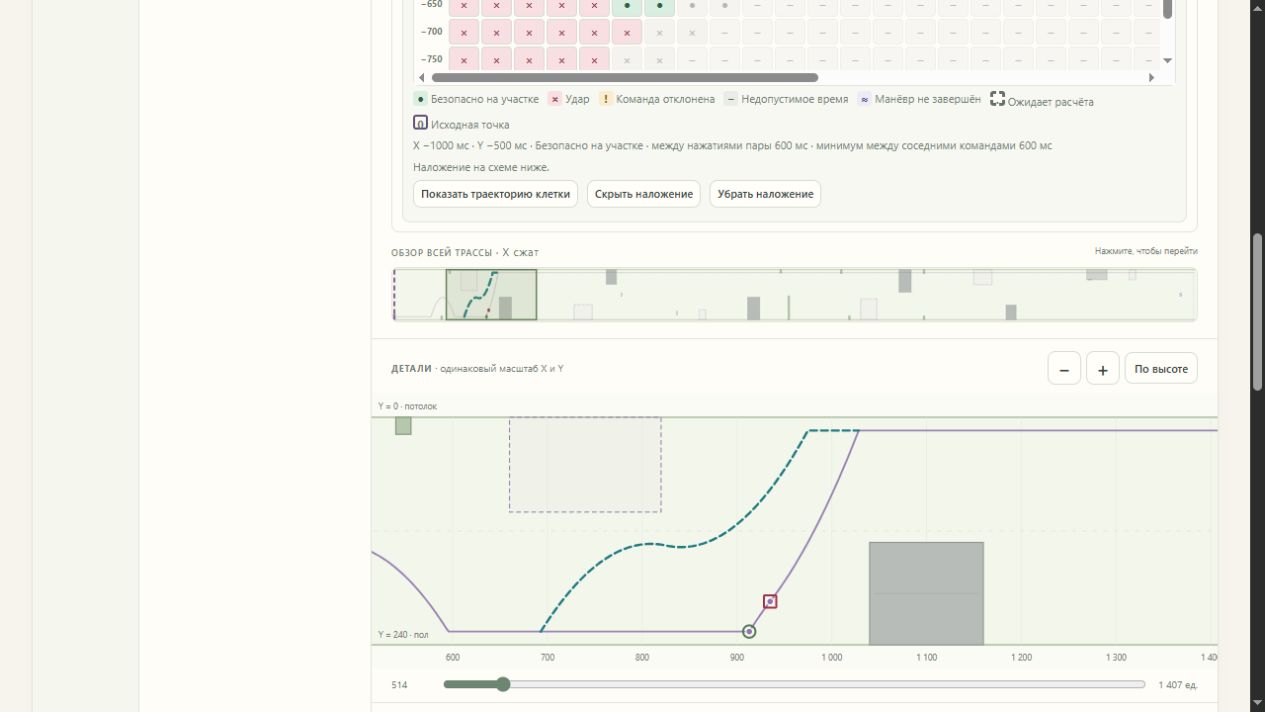 −650 × × × × ● ● ● ● – – – – – – – – – – – – –
−700 × × × × × × × × – – – – – – – – – – – – – –
−750 × × × × × × × – – – – – – – – – – – – – – –
● Безопасно на участке × Удар ! Команда отклонена – Недопустимое время ≈ Манёвр не завершён Ожидает расчёта
0 Исходная точка
X −1000 мс · Y −500 мс · Безопасно на участке · между нажатиями пары 600 мс · минимум между соседними командами 600 мс
Наложение на схеме ниже.
Показать траекторию клетки Скрыть наложение Убрать наложение
ОБЗОР ВСЕЙ ТРАССЫ · X сжат Нажмите, чтобы перейти
ДЕТАЛИ · одинаковый масштаб X и Y − + По высоте
Y = 0 · потолок
Y = 240 · пол
600 700 800 900 1 000 1 100 1 200 1 300 1 40
514 1 407 ед.